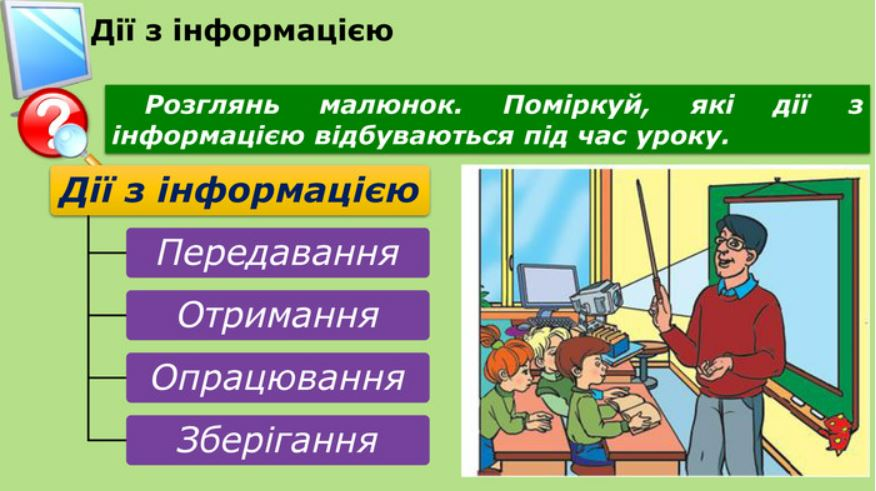 Дії з інформацією
Розглянь малюнок. Поміркуй, які дії з
інформацією відбуваються під час уроку.
Дії з інформацією
Передавання
Отримання
Опрацювання
Зберігання